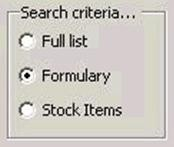 Search criteria...
Full list
Formulary
Stock Items